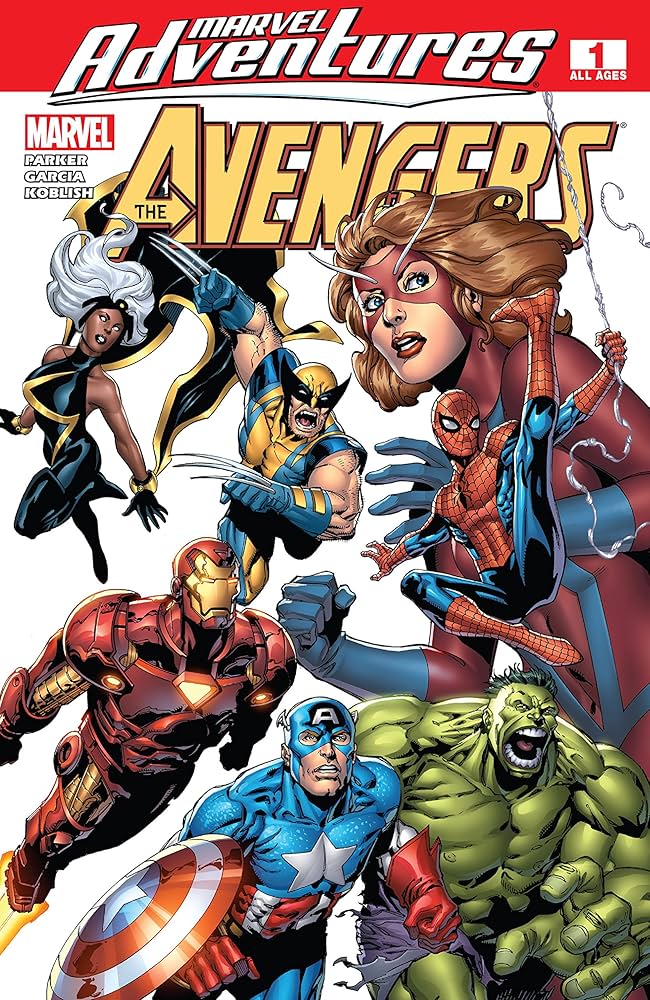 MARVEL
Adventures
1
ALL AGES
MARVEL
PARKER
GARCIA
KOBLISH
THE AVENGERS
A